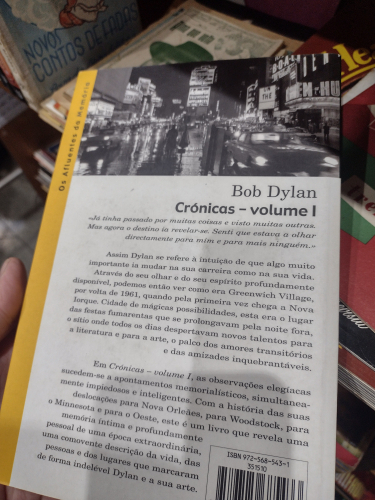 NOVOS
CONTOS DE FADAS
Os Afluentes da Memória
Bob Dylan
Crónicas – volume I
«Já tinha passado por muitas coisas e visto muitas outras.
Mas agora o destino ia revelar-se. Senti que estava a olhar
directamente para mim e para mais ninguém.»
Assim Dylan se refere à intuição de que algo muito
importante ia mudar na sua carreira como na sua vida.
Através do seu olhar e do seu espírito profundamente
disponível, podemos então ver como era Greenwich Village,
por volta de 1961, quando pela primeira vez chega a Nova
Iorque. Cidade de mágicas possibilidades, esta era o lugar
das festas fumarentas que se prolongavam pela noite fora,
o sítio onde todos os dias despertavam novos talentos para
a literatura e para a arte, o palco dos amores transitórios
e das amizades inquebrantáveis.
Em Crónicas – volume I, as observações elegíacas
sucedem-se a apontamentos memorialísticos, simultanea-
mente impiedosos e inteligentes. Com a história das suas
deslocações para Nova Orleães, para Woodstock, para
o Minnesota e para o Oeste, este é um livro que revela uma
memória íntima e profundamente
pessoal de uma época extraordinária,
uma comovente descrição da vida, das
pessoas e dos lugares que marcaram
de forma indelével Dylan e a sua arte.
ISBN 972-568-543-1
351510